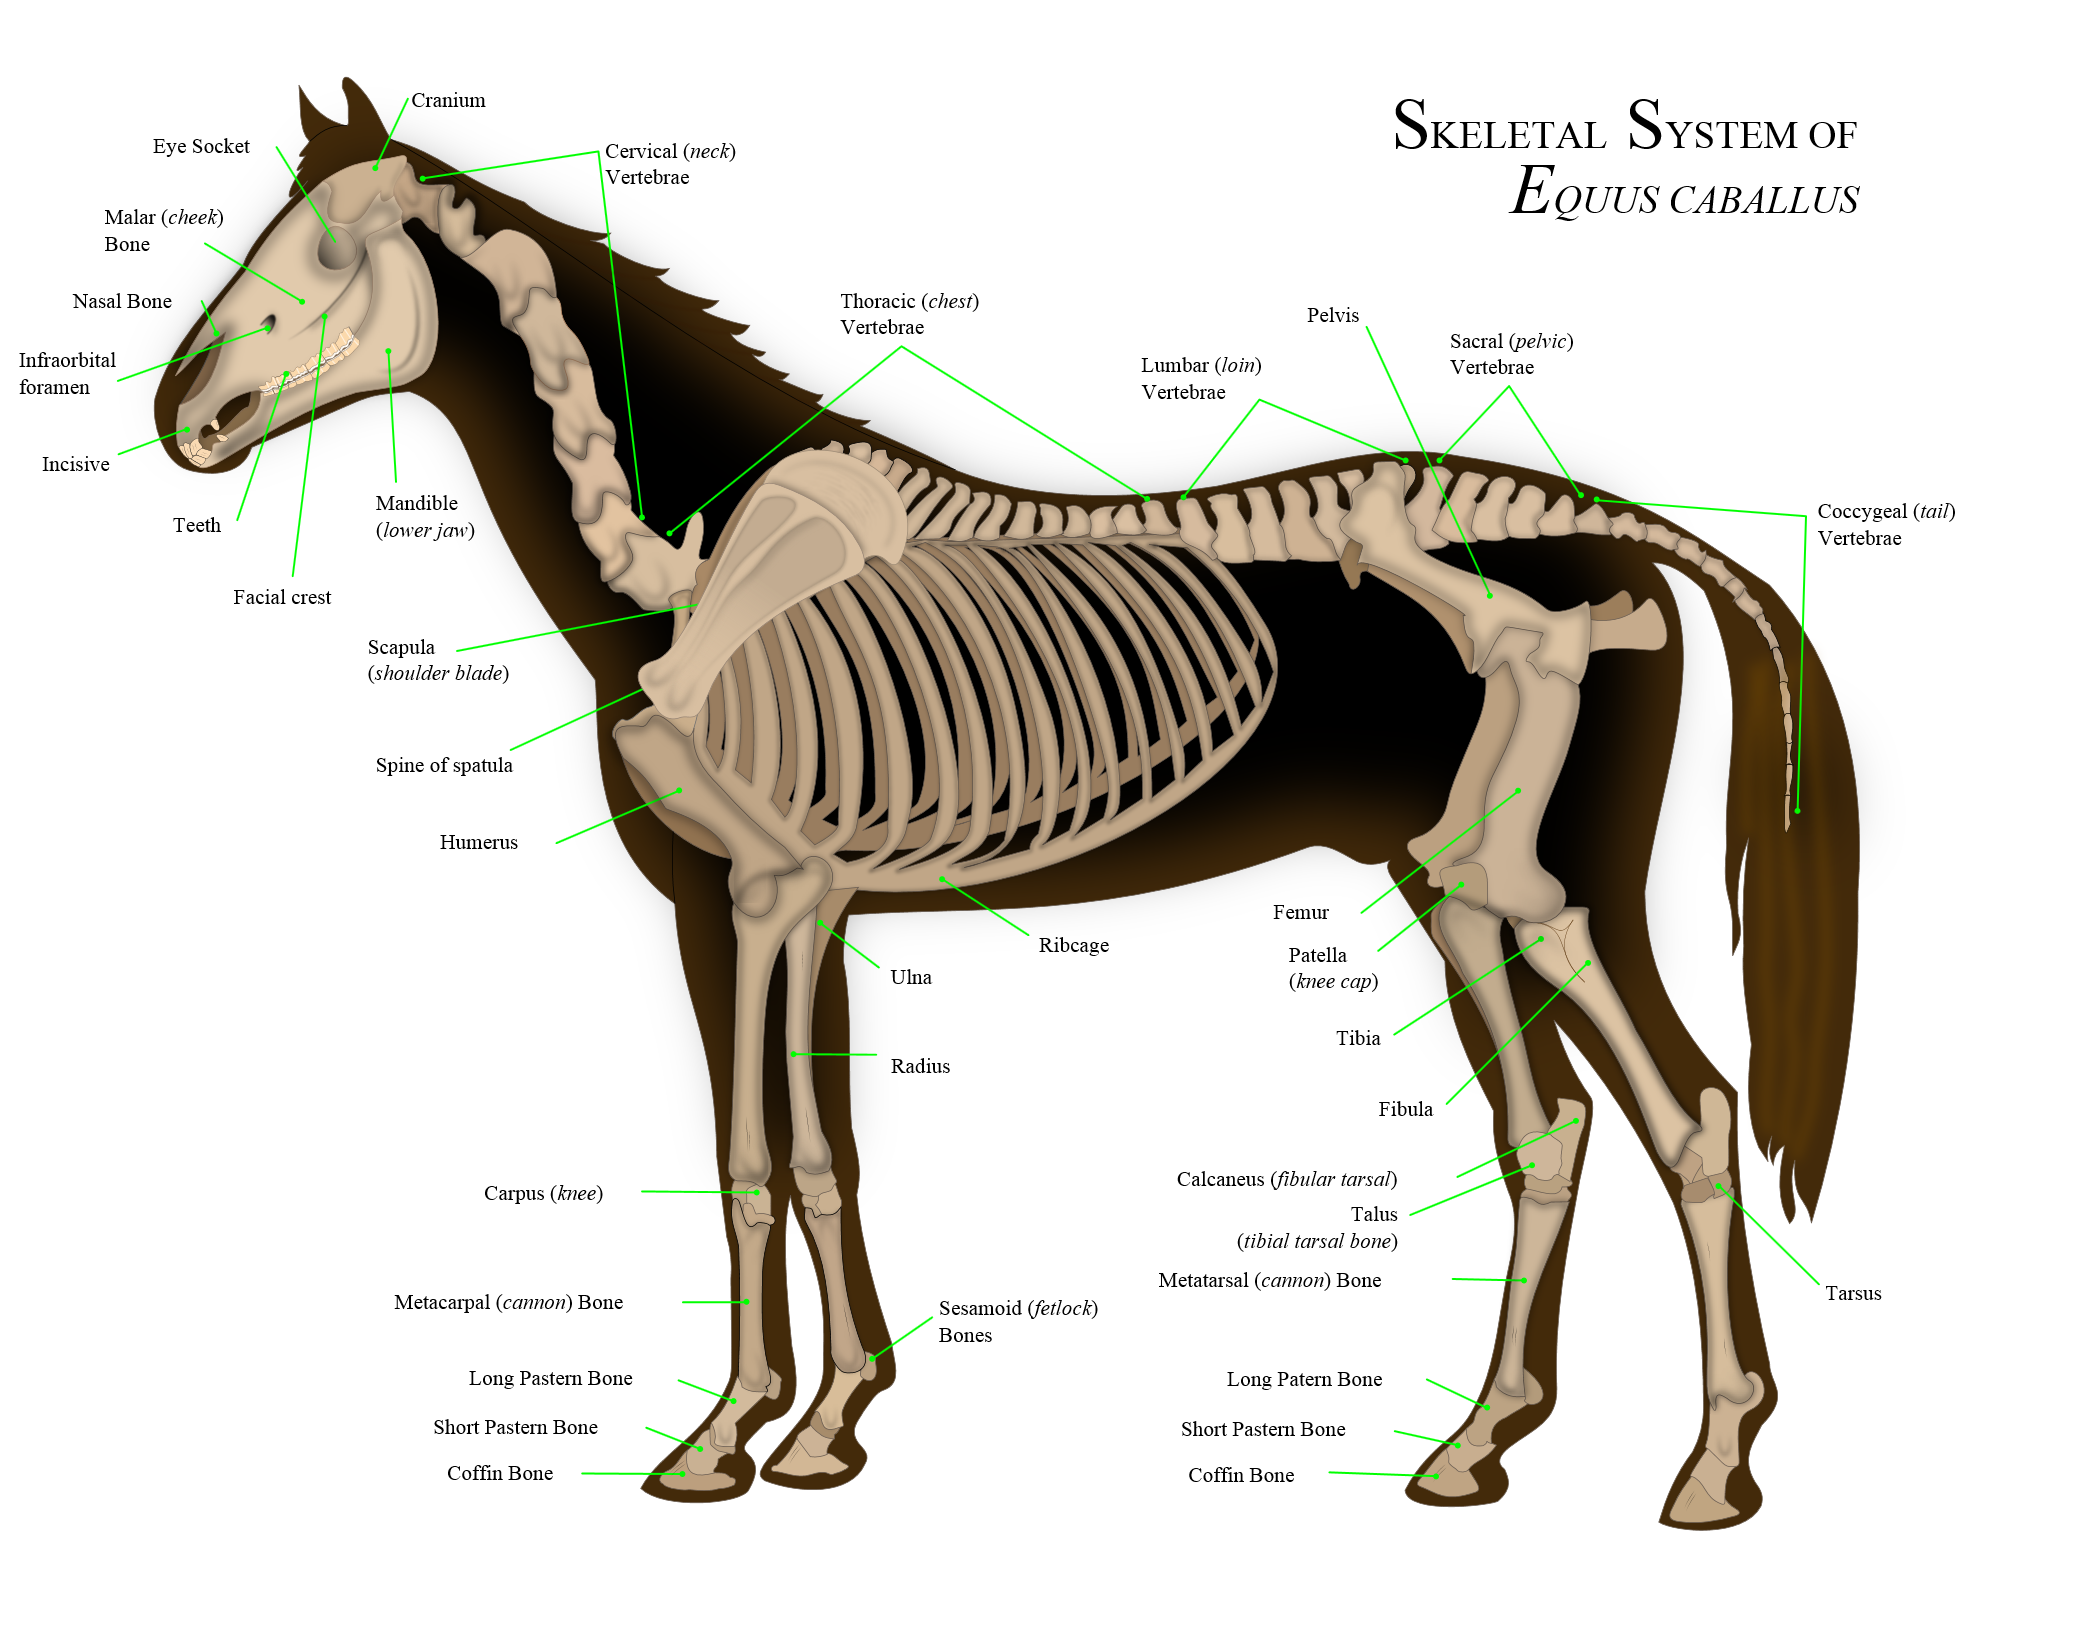 SKELETAL SYSTEM OF
EQUUS CABALLUS
Cranium
Eye Socket
Cervical (neck)
Vertebrae
Malar (cheek)
Bone
Nasal Bone
Infraorbital
foramen
Incisive
Teeth
Facial crest
Mandible
(lower jaw)
Thoracic (chest)
Vertebrae
Lumbar (loin)
Vertebrae
Pelvis
Sacral (pelvic)
Vertebrae
Coccygeal (tail)
Vertebrae
Scapula
(shoulder blade)
Spine of spatula
Humerus
Ribcage
Ulna
Radius
Femur
Patella
(knee cap)
Tibia
Fibula
Carpus (knee)
Metacarpal (cannon) Bone
Sesamoid (fetlock)
Bones
Long Pastern Bone
Short Pastern Bone
Coffin Bone
Calcaneus (fibular tarsal)
Talus
(tibial tarsal bone)
Metatarsal (cannon) Bone
Tarsus
Long Patern Bone
Short Pastern Bone
Coffin Bone